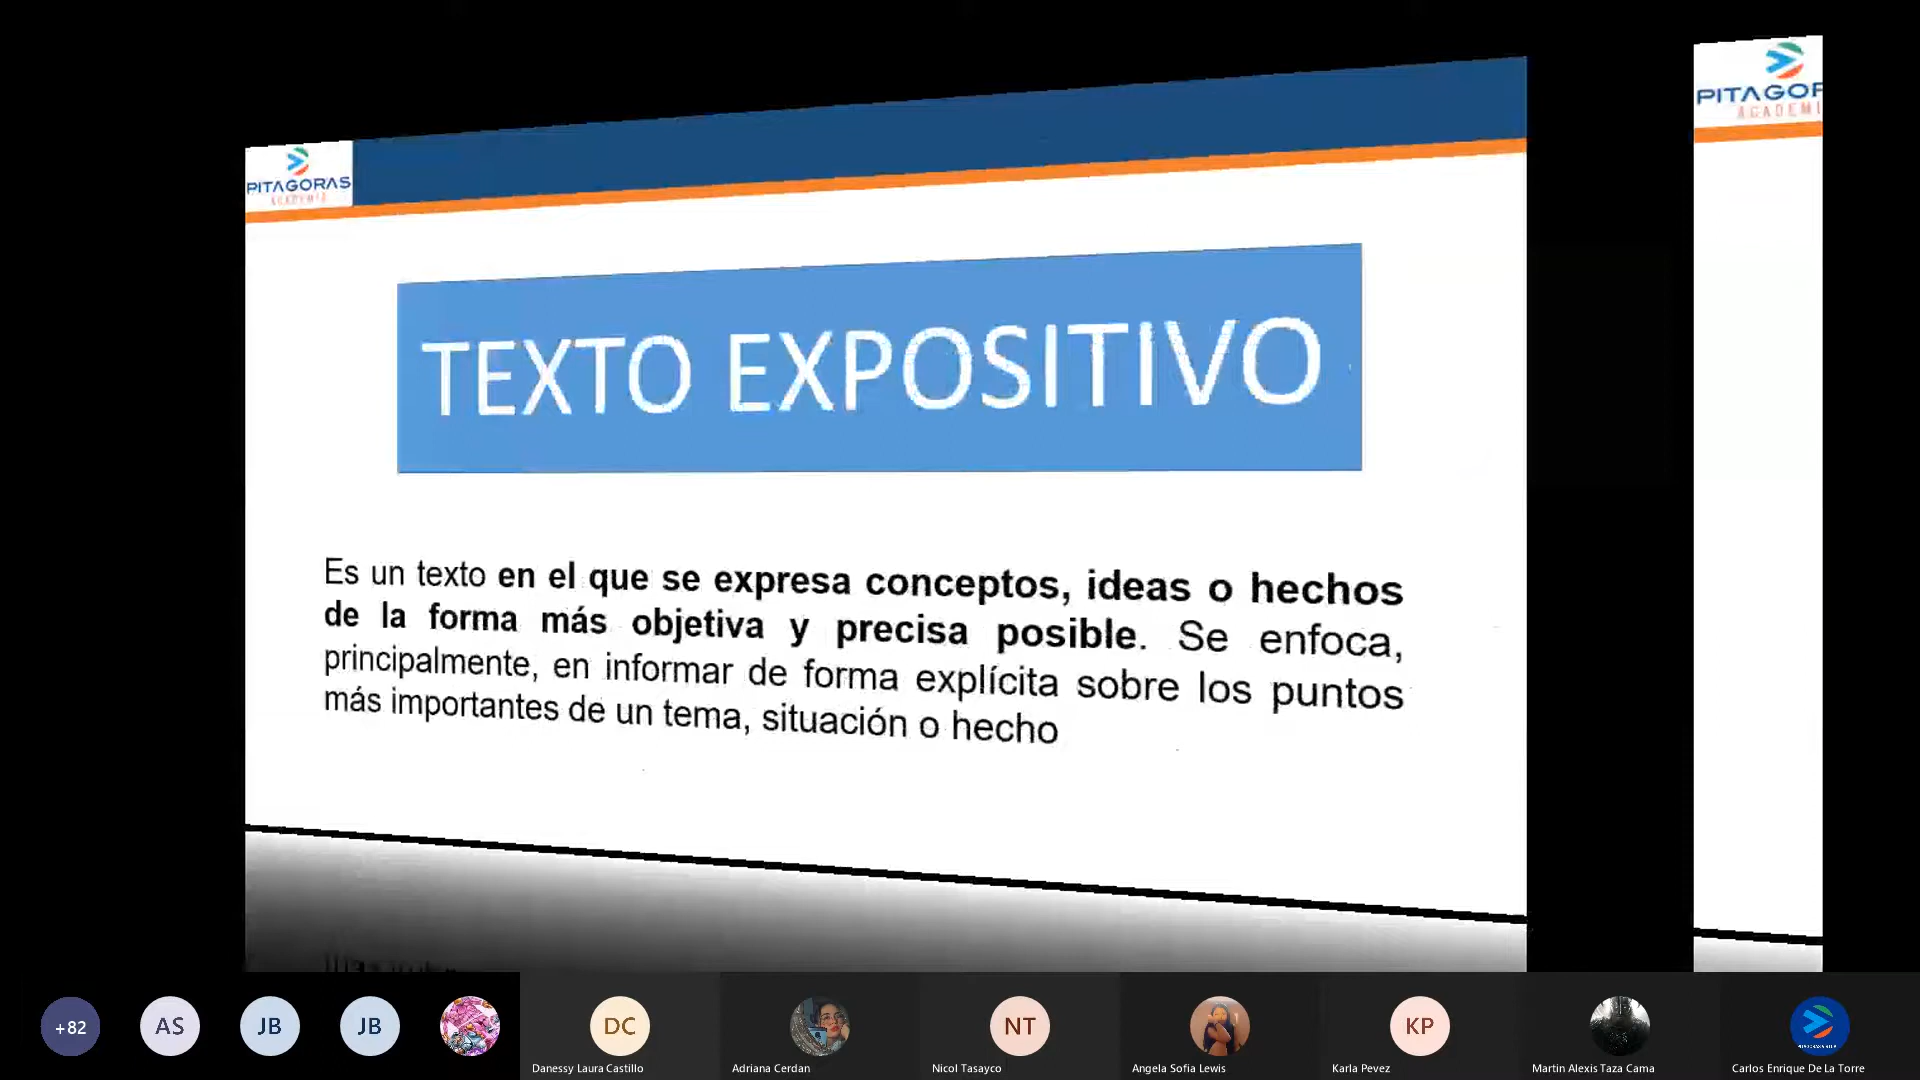 PITAGORAS
ACADEMIA
PITAGOR
ACADEMI
TEXTO EXPOSITIVO
Es un texto en el que se expresa conceptos, ideas o hechos
de la forma más objetiva y precisa posible. Se enfoca,
principalmente, en informar de forma explícita sobre los puntos
más importantes de un tema, situación o hecho
+82
AS
JB
JB
DC
NT
KP
Danessy Laura Castillo
Adriana Cerdan
Nicol Tasayco
Angela Sofia Lewis
Karla Pevez
Martin Alexis Taza Cama
Carlos Enrique De La Torre